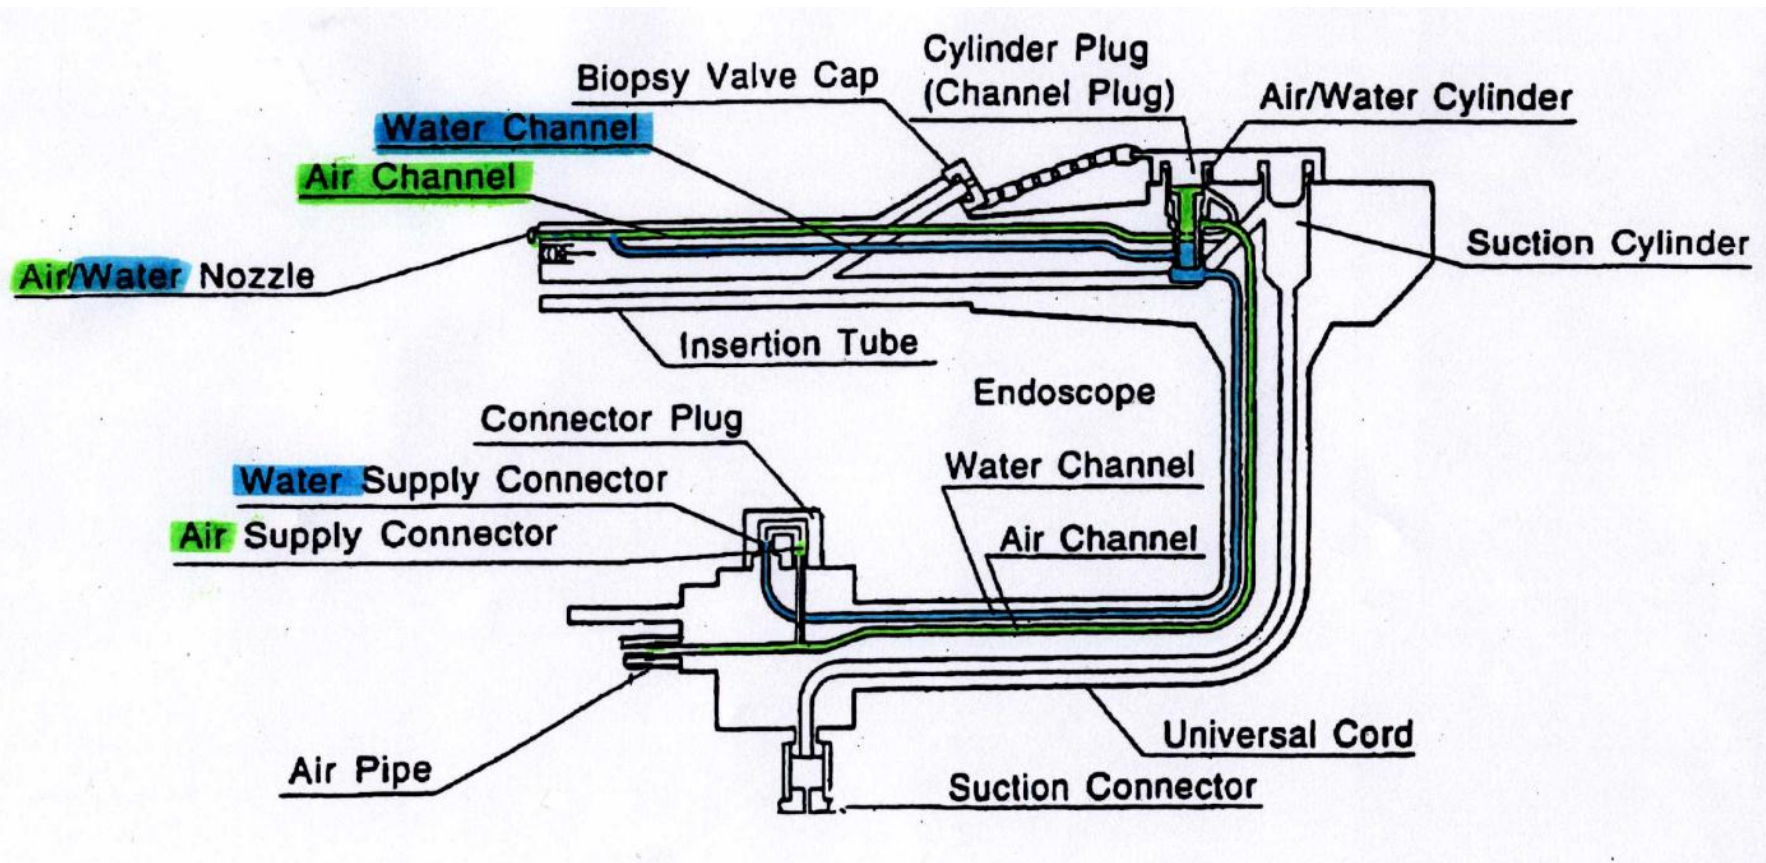 Cylinder Plug
(Channel Plug)
Biopsy Valve Cap
Air/Water Cylinder
Water Channel
Air Channel
Suction Cylinder
Air/Water Nozzle
Insertion Tube
Endoscope
Connector Plug
Water Supply Connector
Water Channel
Air Supply Connector
Air Channel
Universal Cord
Air Pipe
Suction Connector